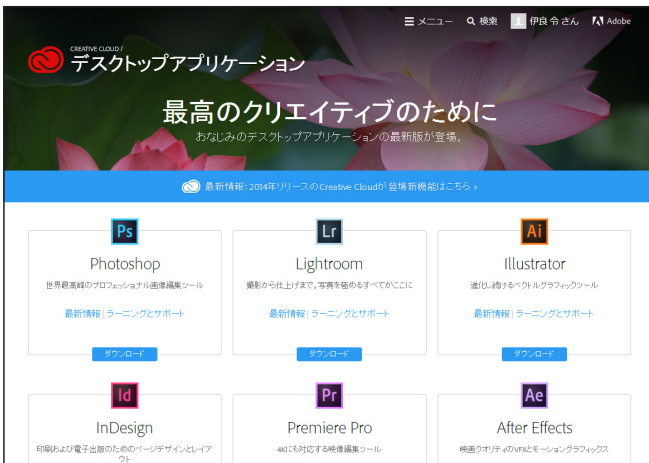 メニュー 検索 伊良 令 さん Adobe
CREATIVE CLOUD /
デスクトップアプリケーション
最高のクリエイティブのために
おなじみのデスクトップアプリケーションの最新版が登場。
最新情報: 2014年リリースのCreative Cloudが登場新機能はこちら ›
Ps Lr Ai
Photoshop Lightroom Illustrator
世界最高峰のプロフェッショナル画像編集ツール 撮影から仕上げまで。写真を極めるすべてがここに 進化し続けるベクトルグラフィックツール
最新情報 | ラーニングとサポート 最新情報 | ラーニングとサポート 最新情報 | ラーニングとサポート
ダウンロード ダウンロード ダウンロード
Id Pr Ae
InDesign Premiere Pro After Effects
印刷および電子出版のためのページデザインとレイア 4Kにも対応する映像編集ツール 映画クオリティのVFXとモーショングラフィックス
ウト